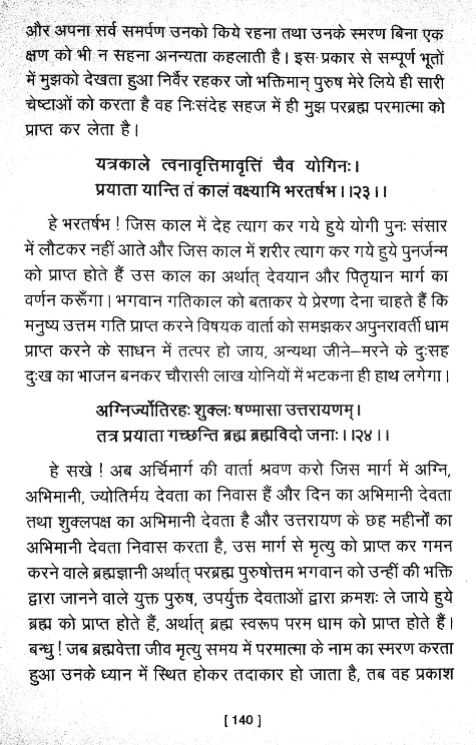 और अपना सर्व समर्पण उनको किये रहना तथा उनके स्मरण बिना एक
क्षण को भी न सहना अनन्यता कहलाती है। इस प्रकार से सम्पूर्ण भूतों
में मुझको देखता हुआ निर्वैर रहकर जो भक्तिमान् पुरुष मेरे लिये ही सारी
चेष्टाओं को करता है वह निःसंदेह सहज में ही मुझ परब्रह्म परमात्मा को
प्राप्त कर लेता है।
यत्रकाले त्वनावृत्तिमावृत्तिं चैव योगिनः।
प्रयाता यान्ति तं कालं वक्ष्यामि भरतर्षभ।।२३।।
हे भरतर्षभ ! जिस काल में देह त्याग कर गये हुये योगी पुनः संसार
में लौटकर नहीं आते और जिस काल में शरीर त्याग कर गये हुये पुनर्जन्म
को प्राप्त होते हैं उस काल का अर्थात् देवयान और पितृयान मार्ग का
वर्णन करूँगा। भगवान गतिकाल को बताकर ये प्रेरणा देना चाहते हैं कि
मनुष्य उत्तम गति प्राप्त करने विषयक वार्ता को समझकर अपुनरावर्ती धाम
प्राप्त करने के साधन में तत्पर हो जाय, अन्यथा जीने–मरने के दुःसह
दुःख का भाजन बनकर चौरासी लाख योनियों में भटकना ही हाथ लगेगा।
अग्निर्ज्योतिरहः शुक्लः षण्मासा उत्तरायणम्।
तत्र प्रयाता गच्छन्ति ब्रह्म ब्रह्मविदो जनाः।।२४।।
हे सखे ! अब अर्चिमार्ग की वार्ता श्रवण करो जिस मार्ग में अग्नि,
अभिमानी, ज्योतिर्मय देवता का निवास हैं और दिन का अभिमानी देवता
तथा शुक्लपक्ष का अभिमानी देवता है और उत्तरायण के छह महीनों का
अभिमानी देवता निवास करता है, उस मार्ग से मृत्यु को प्राप्त कर गमन
करने वाले ब्रह्मज्ञानी अर्थात् परब्रह्म पुरुषोत्तम भगवान को उन्हीं की भक्ति
द्वारा जानने वाले युक्त पुरुष, उपर्युक्त देवताओं द्वारा क्रमशः ले जाये हुये
ब्रह्म को प्राप्त होते हैं, अर्थात् ब्रह्म स्वरूप परम धाम को प्राप्त होते हैं।
बन्धु ! जब ब्रह्मवेत्ता जीव मृत्यु समय में परमात्मा के नाम का स्मरण करता
हुआ उनके ध्यान में स्थित होकर तदाकार हो जाता है, तब वह प्रकाश
[ 140 ]